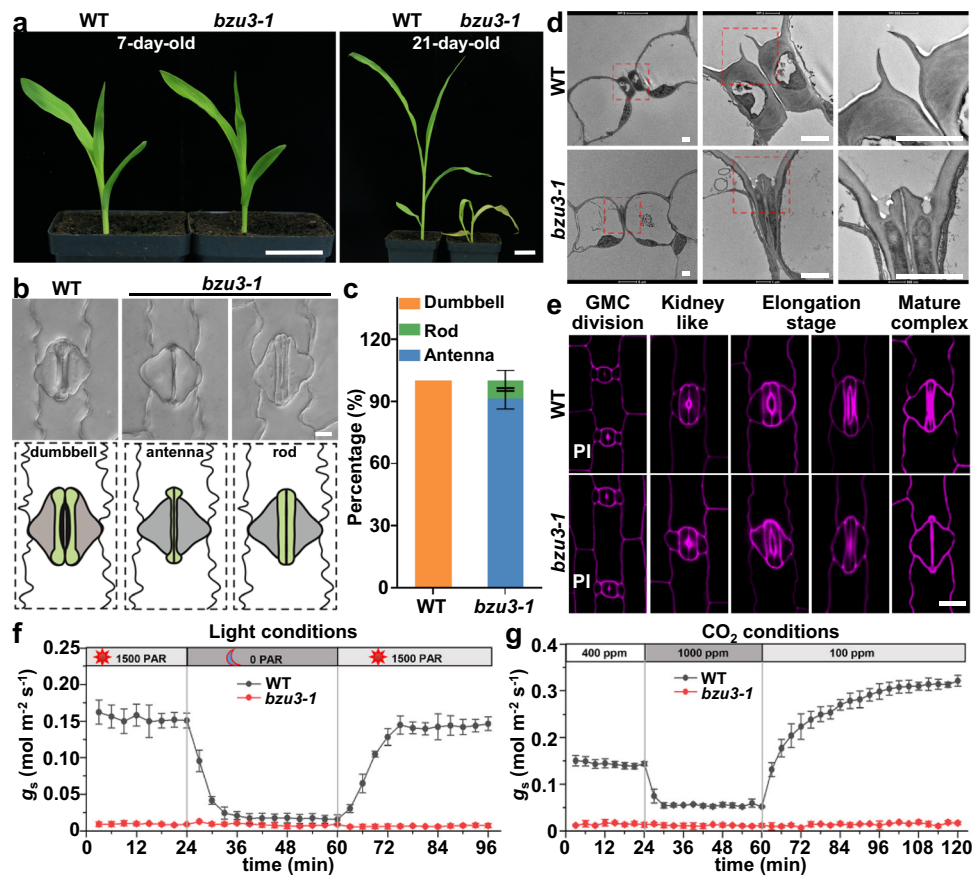 a
WT
bzu3-1
WT
bzu3-1
7-day-old
21-day-old
d
WT
bzu3-1
b
WT
bzu3-1
dumbbell
antenna
rod
c
Dumbbell
Rod
Antenna
Percentage (%)
120
90
60
30
0
WT
bzu3-1
e
GMC division
Kidney like
Elongation stage
Mature complex
WT
PI
bzu3-1
PI
f
Light conditions
1500 PAR
0 PAR
1500 PAR
WT
bzu3-1
gs (mol m⁻² s⁻¹)
0.25
0.20
0.15
0.10
0.05
0
0 12 24 36 48 60 72 84 96
time (min)
g
CO₂ conditions
400 ppm
1000 ppm
100 ppm
WT
bzu3-1
gs (mol m⁻² s⁻¹)
0.4
0.3
0.2
0.1
0
0 12 24 36 48 60 72 84 96 108 120
time (min)